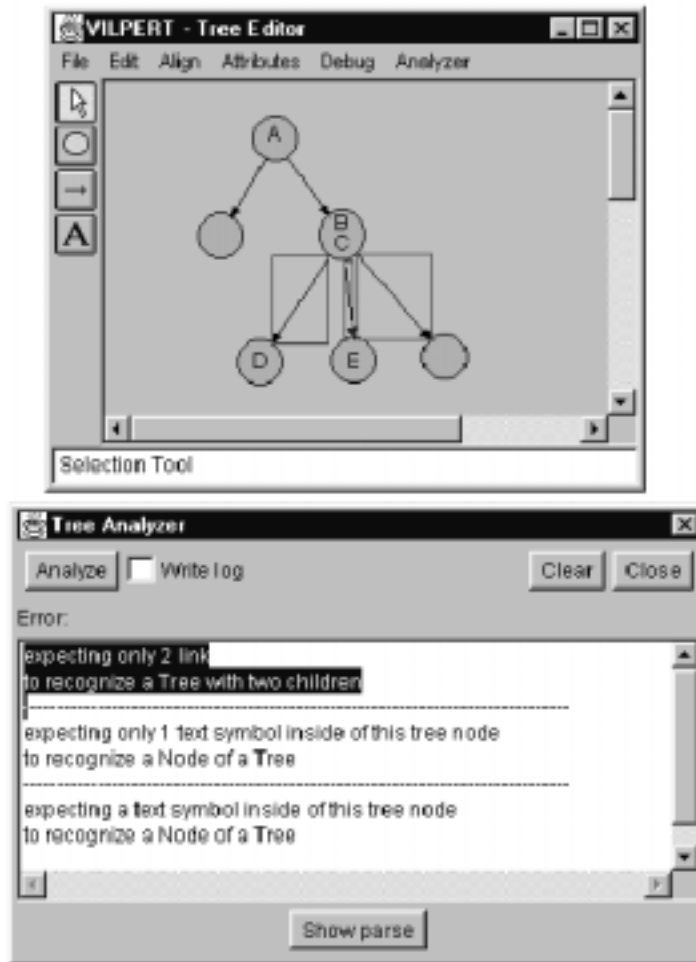 VILPERT - Tree Editor
File Edit Align Attributes Debug Analyzer
A
A
B
C
D E
Selection Tool
Tree Analyzer
Analyze Write log Clear Close
Error:
expecting only 2 link
to recognize a Tree with two children
expecting only 1 text symbol inside of this tree node
to recognize a Node of a Tree
expecting a text symbol inside of this tree node
to recognize a Node of a Tree
Show parse